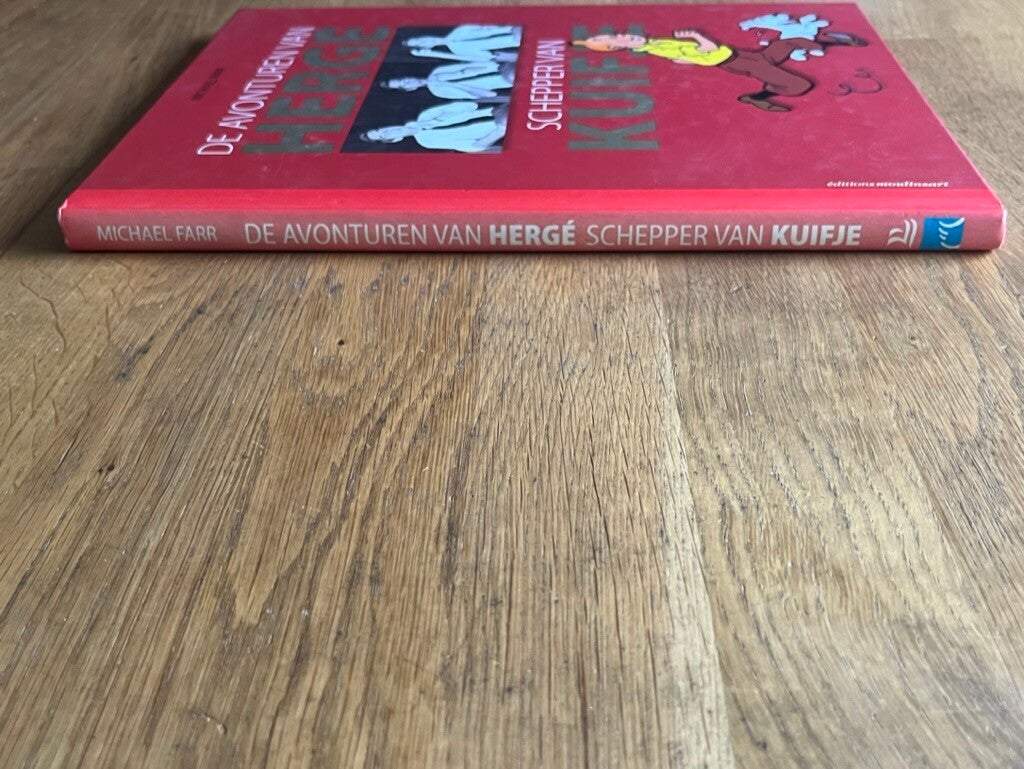 DE AVONTUREN VAN
HERGÉ
SCHEPPER VAN
KUIFJE
éditions moulinsart
MICHAEL FARR DE AVONTUREN VAN HERGÉ SCHEPPER VAN KUIFJE